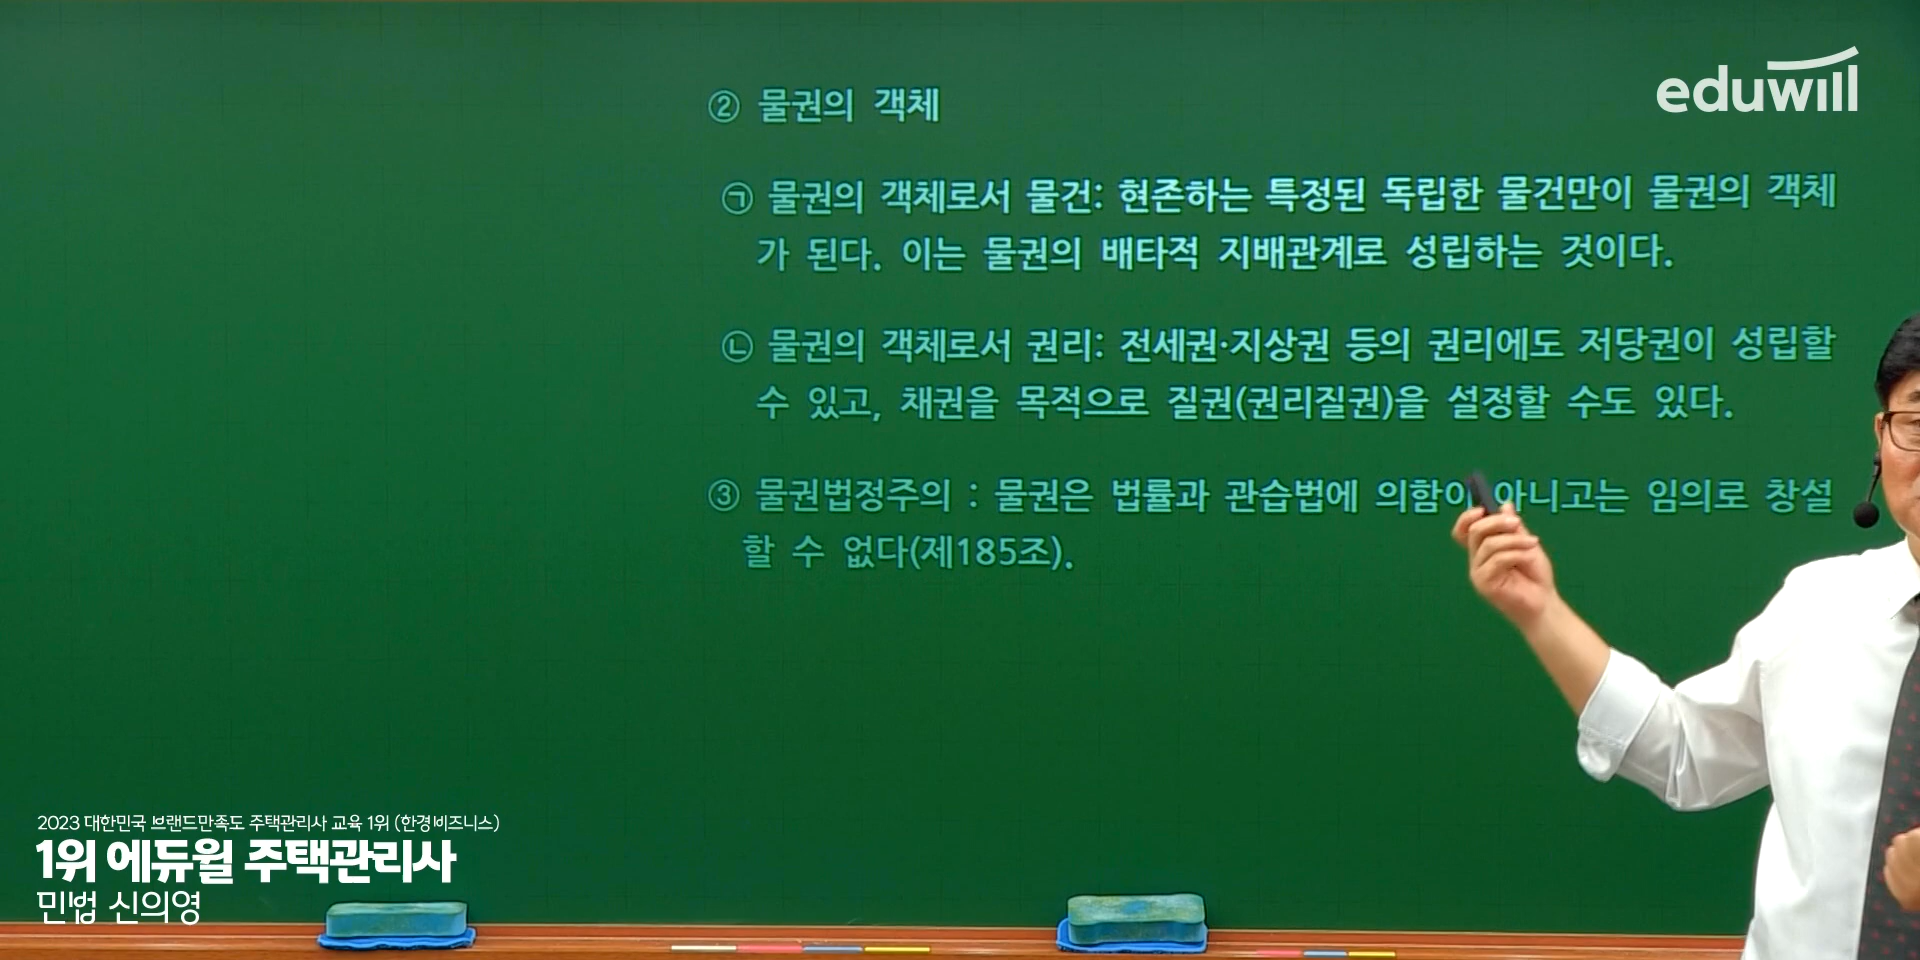 eduwill
② 물권의 객체
㉠ 물권의 객체로서 물건: 현존하는 특정된 독립한 물건만이 물권의 객체
가 된다. 이는 물권의 배타적 지배관계로 성립하는 것이다.
㉡ 물권의 객체로서 권리: 전세권·지상권 등의 권리에도 저당권이 성립할
수 있고, 채권을 목적으로 질권(권리질권)을 설정할 수도 있다.
③ 물권법정주의 : 물권은 법률과 관습법에 의함이 아니고는 임의로 창설
할 수 없다(제185조).
2023 대한민국 브랜드만족도 주택관리사 교육 1위 (한경비즈니스)
1위 에듀윌 주택관리사
민법 신의영